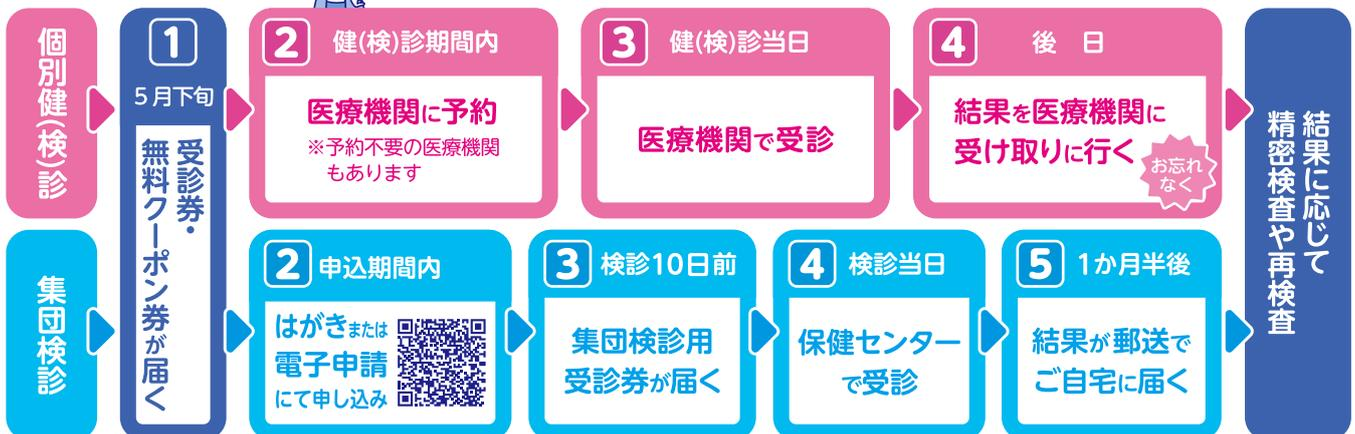 個別健(検)診
1
5月下旬
受診券・
無料クーポン券が届く
2 健(検)診期間内
医療機関に予約
※予約不要の医療機関
もあります
3 健(検)診当日
医療機関で受診
4 後 日
結果を医療機関に
受け取りに行く
お忘れ
なく
集団検診
2 申込期間内
はがきまたは
電子申請
にて申し込み
3 検診10日前
集団検診用
受診券が届く
4 検診当日
保健センター
で受診
5 1か月半後
結果が郵送で
ご自宅に届く
結果に応じて
精密検査や再検査